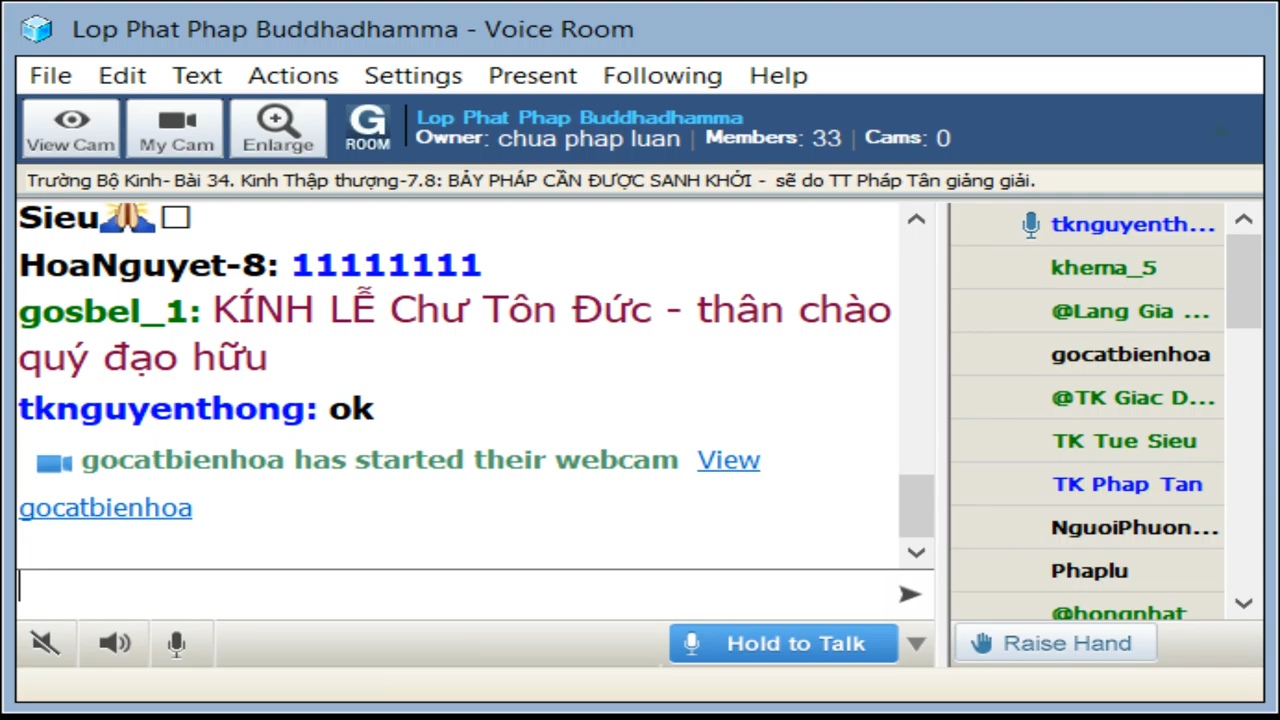 Lop Phat Phap Buddhadhamma - Voice Room
File Edit Text Actions Settings Present Following Help
View Cam My Cam Enlarge G ROOM
Lop Phat Phap Buddhadhamma
Owner: chua phap luan | Members: 33 | Cams: 0
Trường Bộ Kinh- Bài 34. Kinh Thập thượng-7.8: BẢY PHÁP CẦN ĐƯỢC SANH KHỞI - sẽ do TT Pháp Tân giảng giải.
Sieu🙏□
HoaNguyet-8: 11111111
gosbel_1: KÍNH LỄ Chư Tôn Đức - thân chào
quý đạo hữu
tknguyenthong: ok
gocatbienhoa has started their webcam View
gocatbienhoa
tknguyenth...
khema_5
@Lang Gia ...
gocatbienhoa
@TK Giac D...
TK Tue Sieu
TK Phap Tan
NguoiPhuon...
Phaplu
@hongnhat
Hold to Talk
Raise Hand